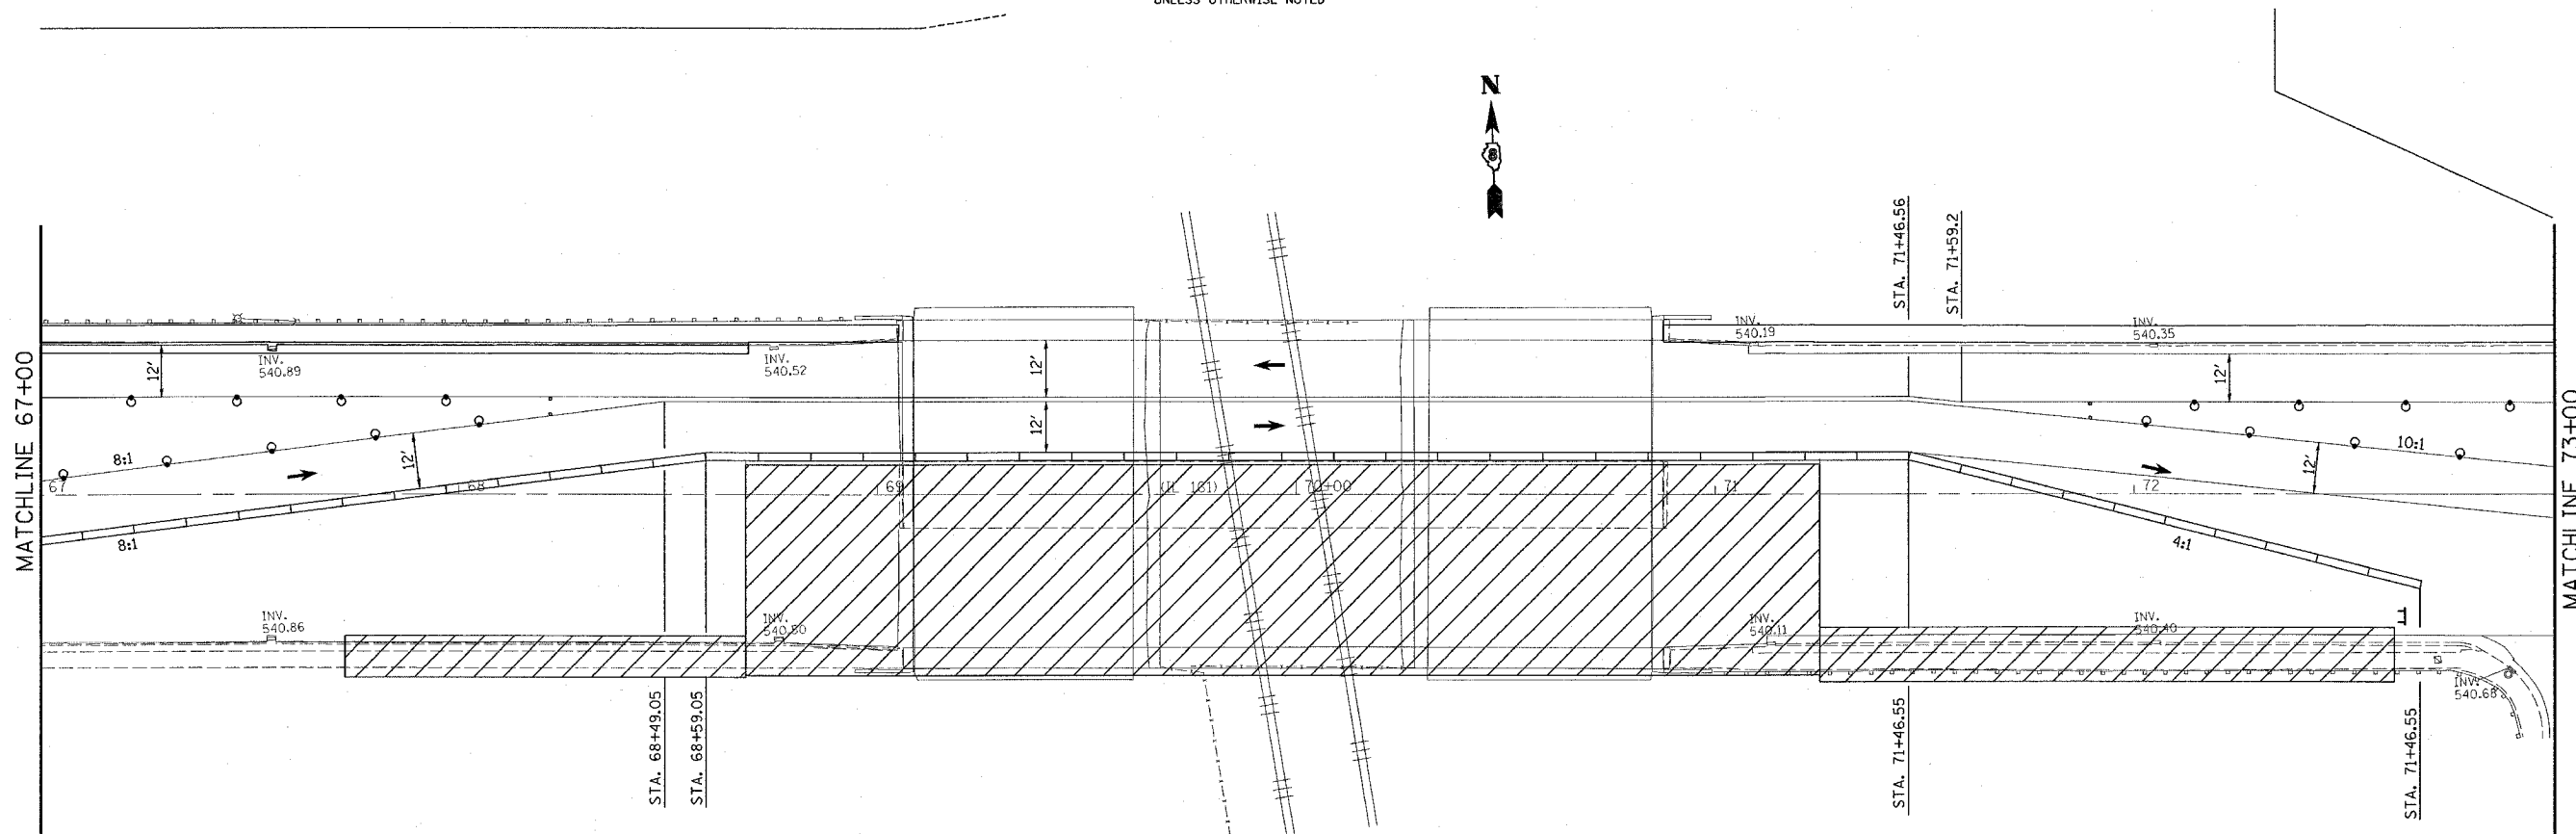 UNLESS OTHERWISE NOTED
N
STA. 71+46.56
STA. 71+59.2
INV.
540.89
INV.
540.52
INV.
540.19
INV.
540.35
12'
12'
12'
12'
MATCHLINE 67+00
MATCHLINE 73+00
8:1
12'
10:1
12'
67
68
69
(IL 161)
70+00
71
72
8:1
4:1
INV.
540.86
INV.
540.80
INV.
540.11
INV.
540.40
INV.
540.68
STA. 68+49.05
STA. 68+59.05
STA. 71+46.55
STA. 71+46.55